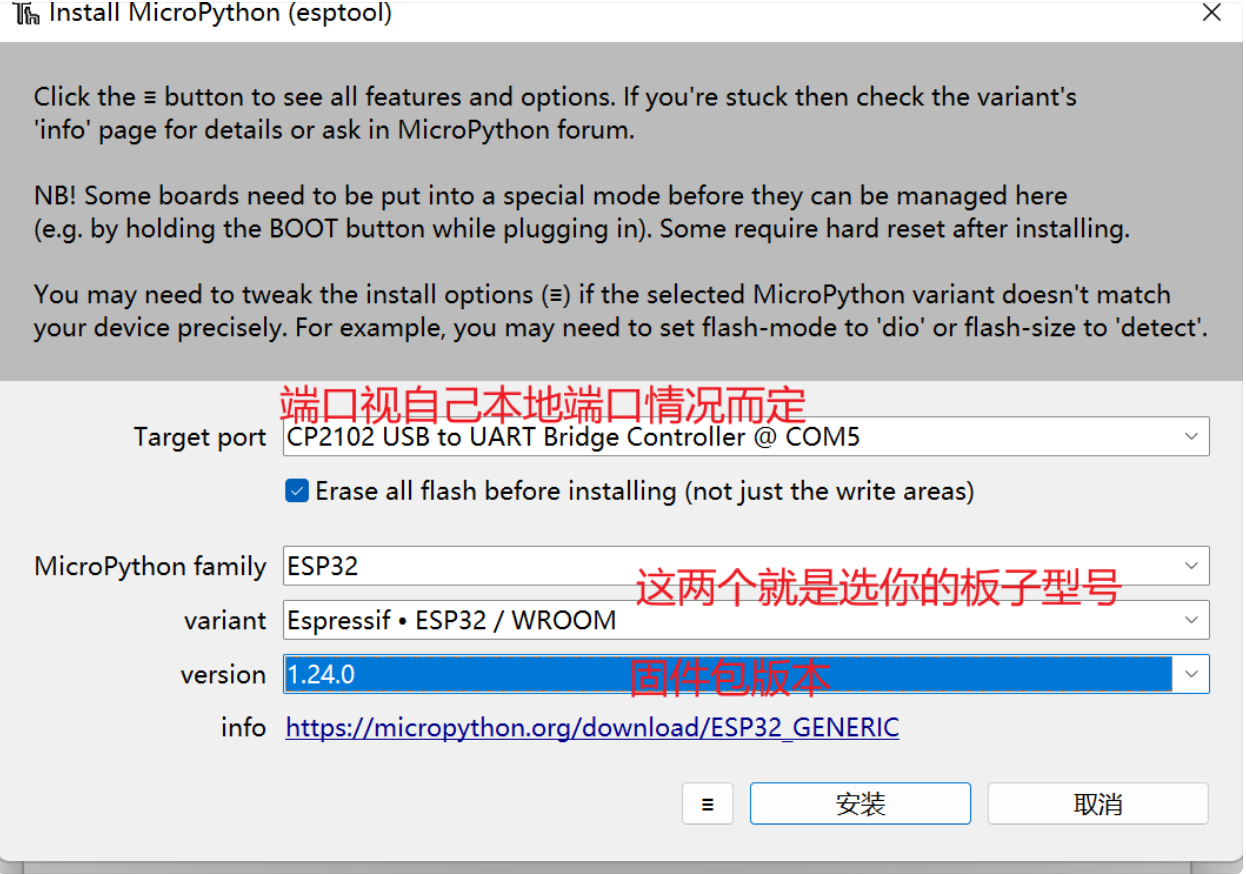 Install MicroPython (esptool)
Click the ≡ button to see all features and options. If you're stuck then check the variant's
'info' page for details or ask in MicroPython forum.
NB! Some boards need to be put into a special mode before they can be managed here
(e.g. by holding the BOOT button while plugging in). Some require hard reset after installing.
You may need to tweak the install options (≡) if the selected MicroPython variant doesn't match
your device precisely. For example, you may need to set flash-mode to 'dio' or flash-size to 'detect'.
端口视自己本地端口情况而定
Target port CP2102 USB to UART Bridge Controller @ COM5
Erase all flash before installing (not just the write areas)
MicroPython family ESP32
这两个就是选你的板子型号
variant Espressif • ESP32 / WROOM
version 1.24.0 固件包版本
info https://micropython.org/download/ESP32_GENERIC
≡ 安装 取消